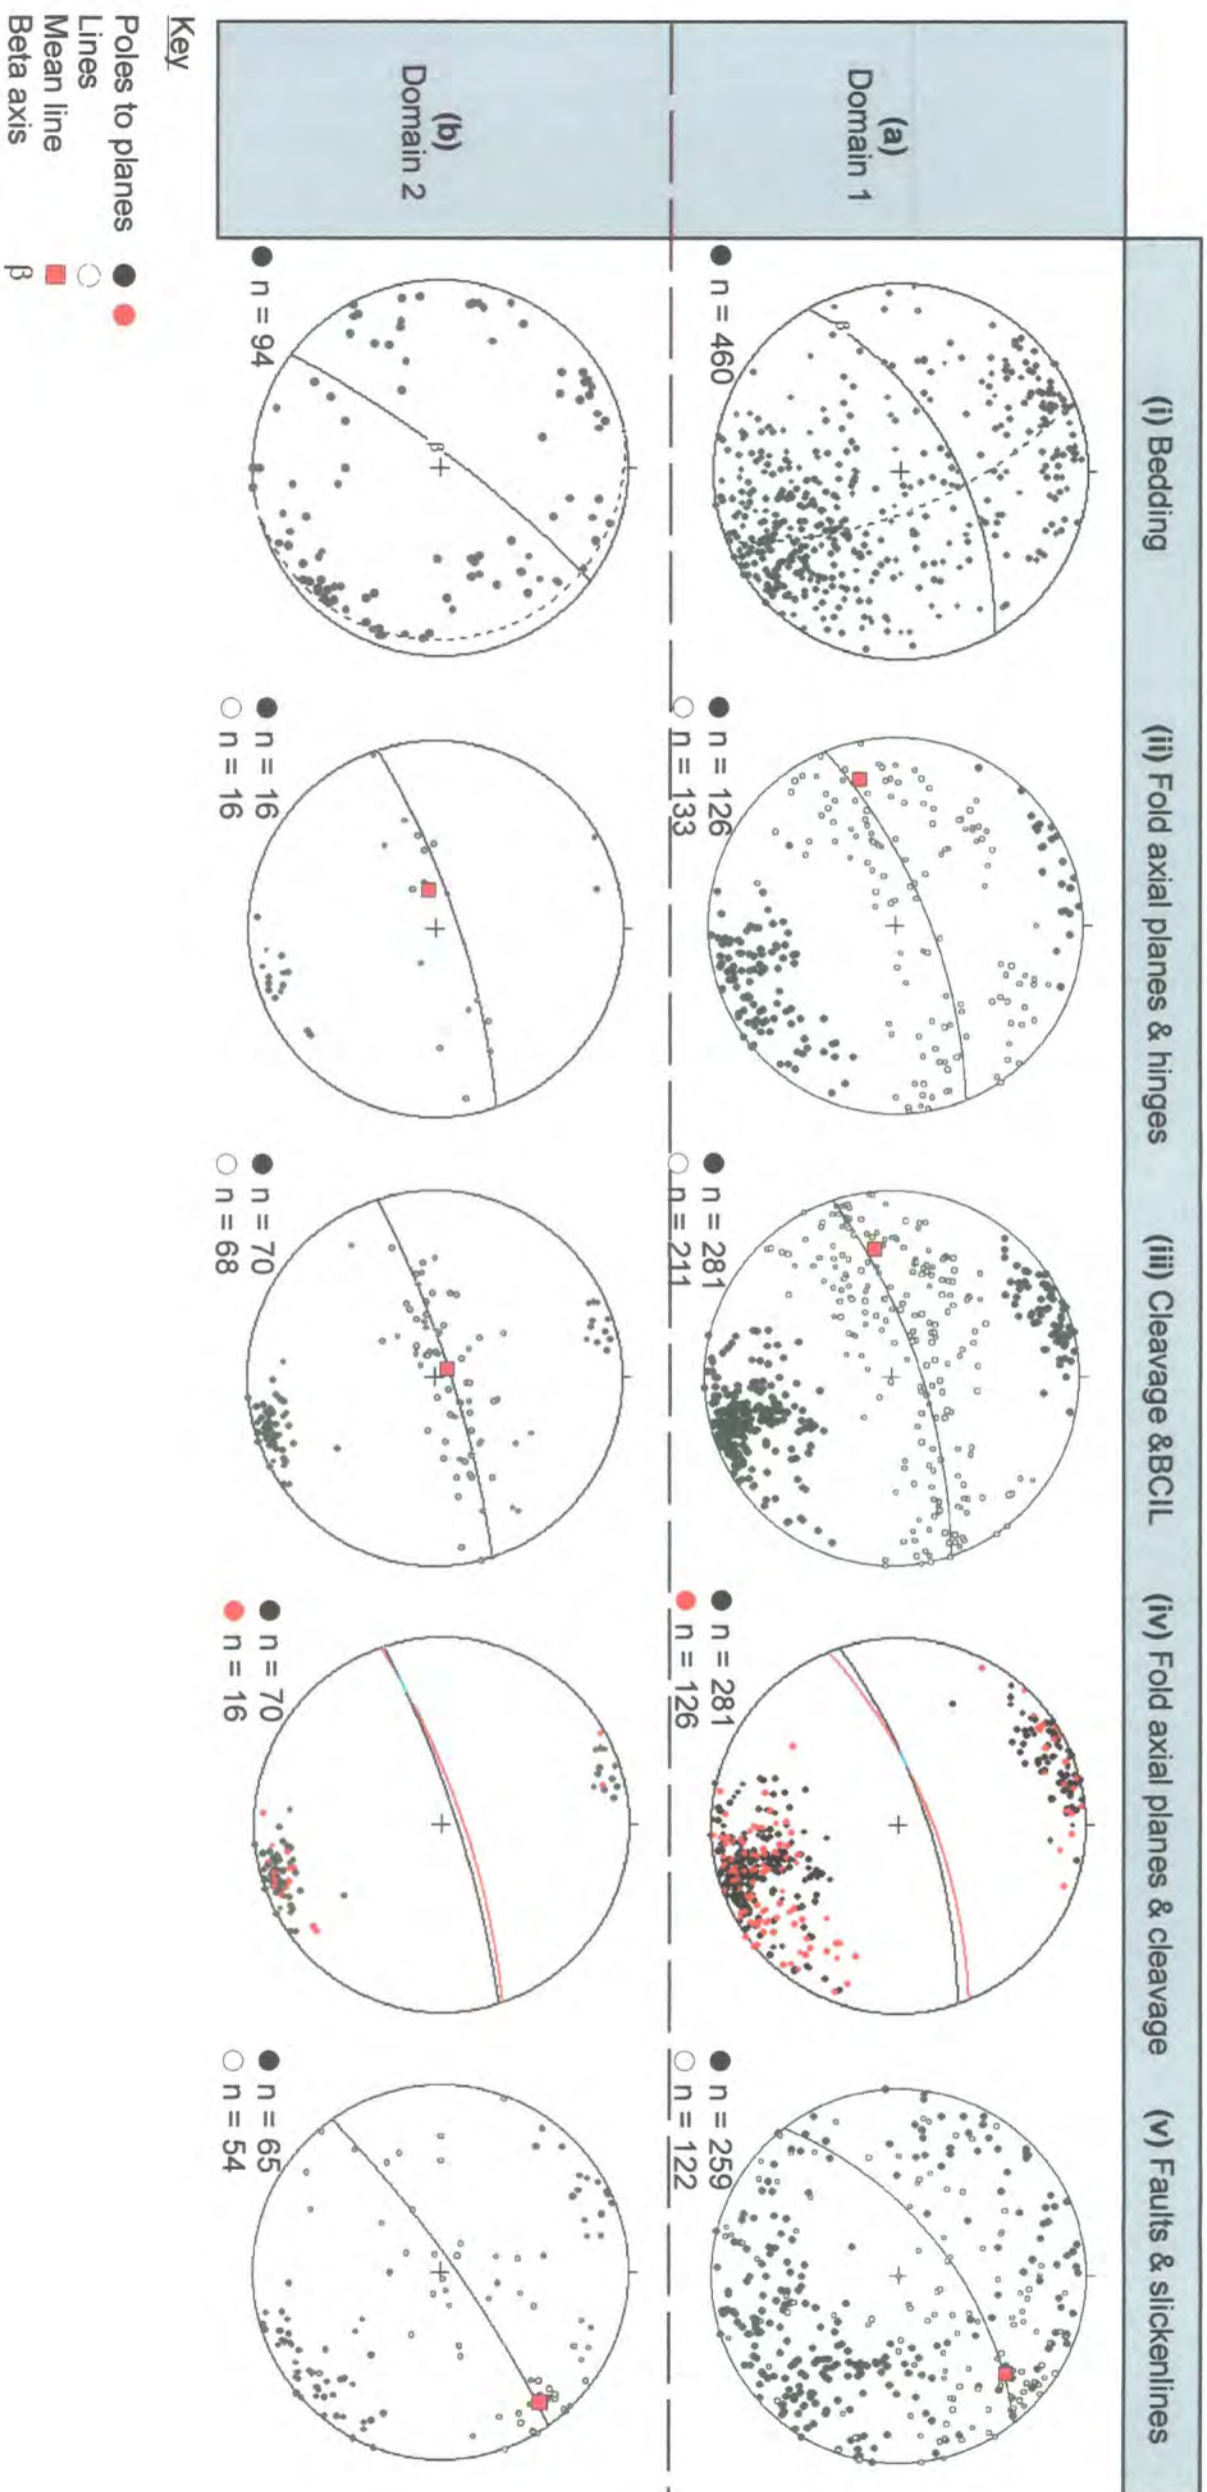 (i) Bedding
(ii) Fold axial planes & hinges
(iii) Cleavage &BCIL
(iv) Fold axial planes & cleavage
(v) Faults & slickenlines
(a)
Domain 1
β
n = 460
n = 126
n = 133
n = 281
n = 211
n = 281
n = 126
n = 259
n = 122
(b)
Domain 2
β
n = 94
n = 16
n = 16
n = 70
n = 68
n = 70
n = 16
n = 65
n = 54
Key
Poles to planes
Lines
Mean line
Beta axis β